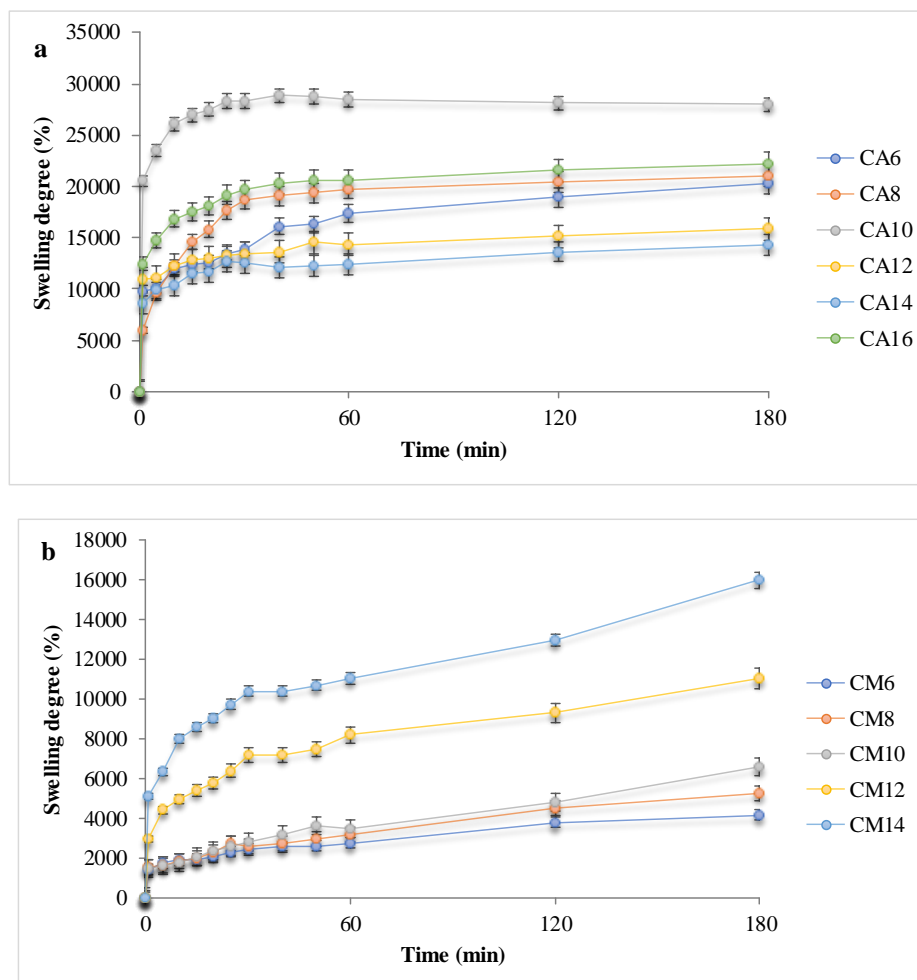 a
35000
30000
25000
20000
15000
10000
5000
0
Swelling degree (%)
0 60 120 180
Time (min)
CA6
CA8
CA10
CA12
CA14
CA16
b
18000
16000
14000
12000
10000
8000
6000
4000
2000
0
Swelling degree (%)
0 60 120 180
Time (min)
CM6
CM8
CM10
CM12
CM14